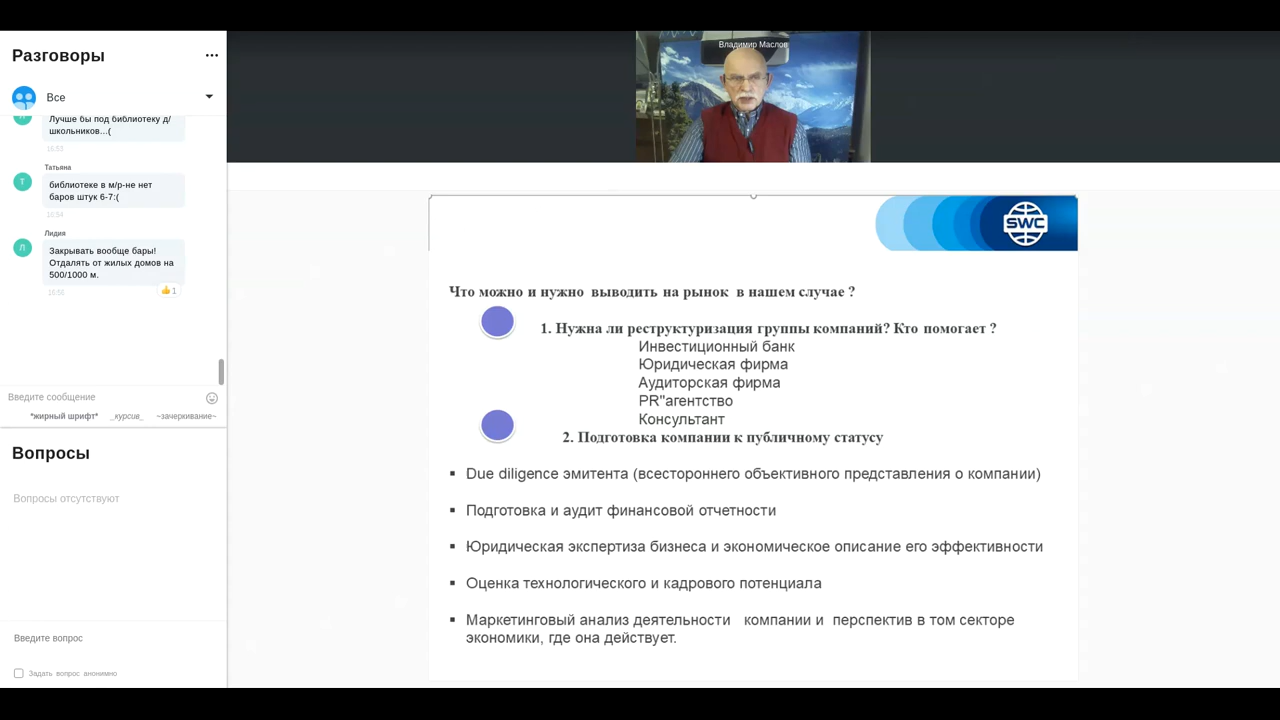 Разговоры
Все
Лучше бы под библиотеку д/
школьников...(
16:53
Татьяна
библиотеке в м/р-не нет
баров штук 6-7:(
16:54
Лидия
Закрывать вообще бары!
Отдалять от жилых домов на
500/1000 м.
1
16:55
Введите сообщение
*жирный шрифт* _курсив_ ~зачеркивание~
Вопросы
Вопросы отсутствуют
Введите вопрос
Задать вопрос анонимно
Владимир Маслов
SWC
Что можно и нужно выводить на рынок в нашем случае ?
1. Нужна ли реструктуризация группы компаний? Кто помогает ?
Инвестиционный банк
Юридическая фирма
Аудиторская фирма
PR"агентство
Консультант
2. Подготовка компании к публичному статусу
▪ Due diligence эмитента (всестороннего объективного представления о компании)
▪ Подготовка и аудит финансовой отчетности
▪ Юридическая экспертиза бизнеса и экономическое описание его эффективности
▪ Оценка технологического и кадрового потенциала
▪ Маркетинговый анализ деятельности компании и перспектив в том секторе
экономики, где она действует.